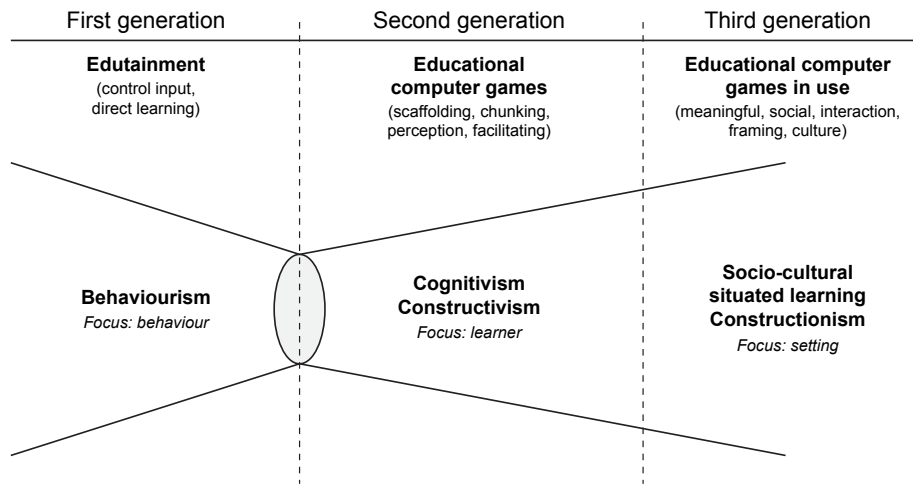 First generation
Second generation
Third generation
Edutainment
(control input,
direct learning)
Educational
computer games
(scaffolding, chunking,
perception, facilitating)
Educational computer
games in use
(meaningful, social, interaction,
framing, culture)
Behaviourism
Focus: behaviour
Cognitivism
Constructivism
Focus: learner
Socio-cultural
situated learning
Constructionism
Focus: setting